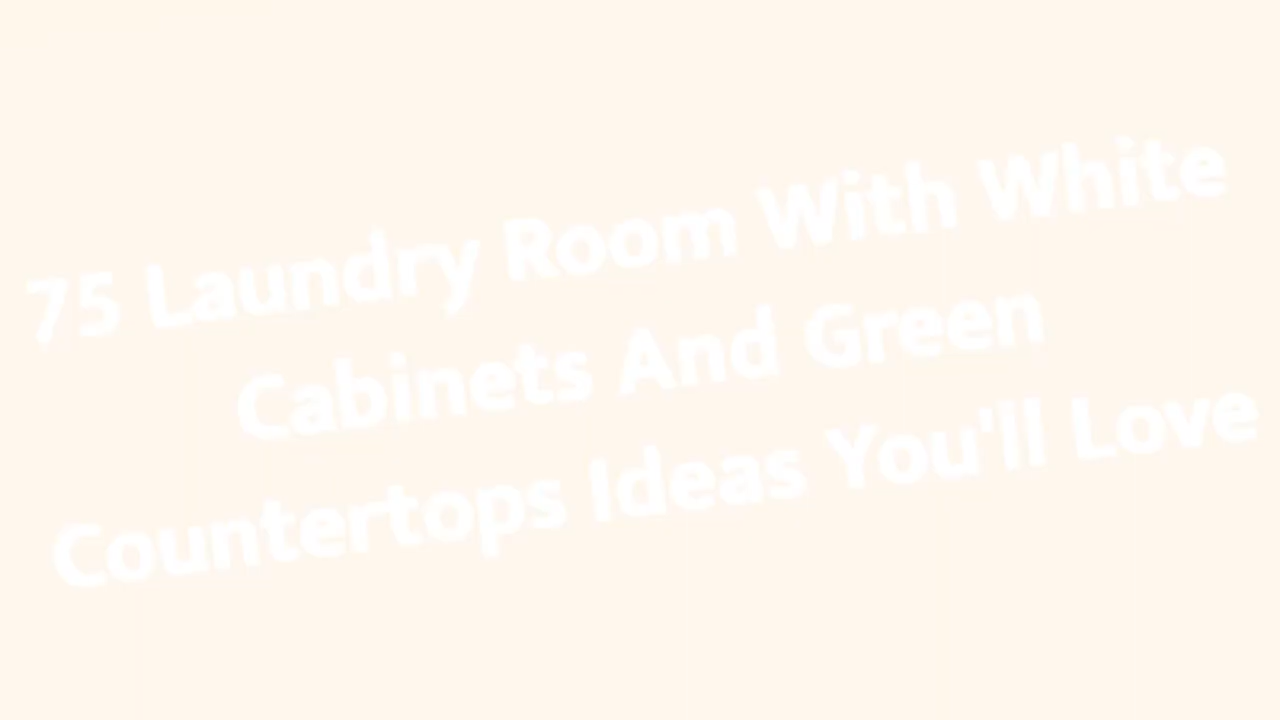 75 Laundry Room With White
Cabinets And Green
Countertops Ideas You'll Love